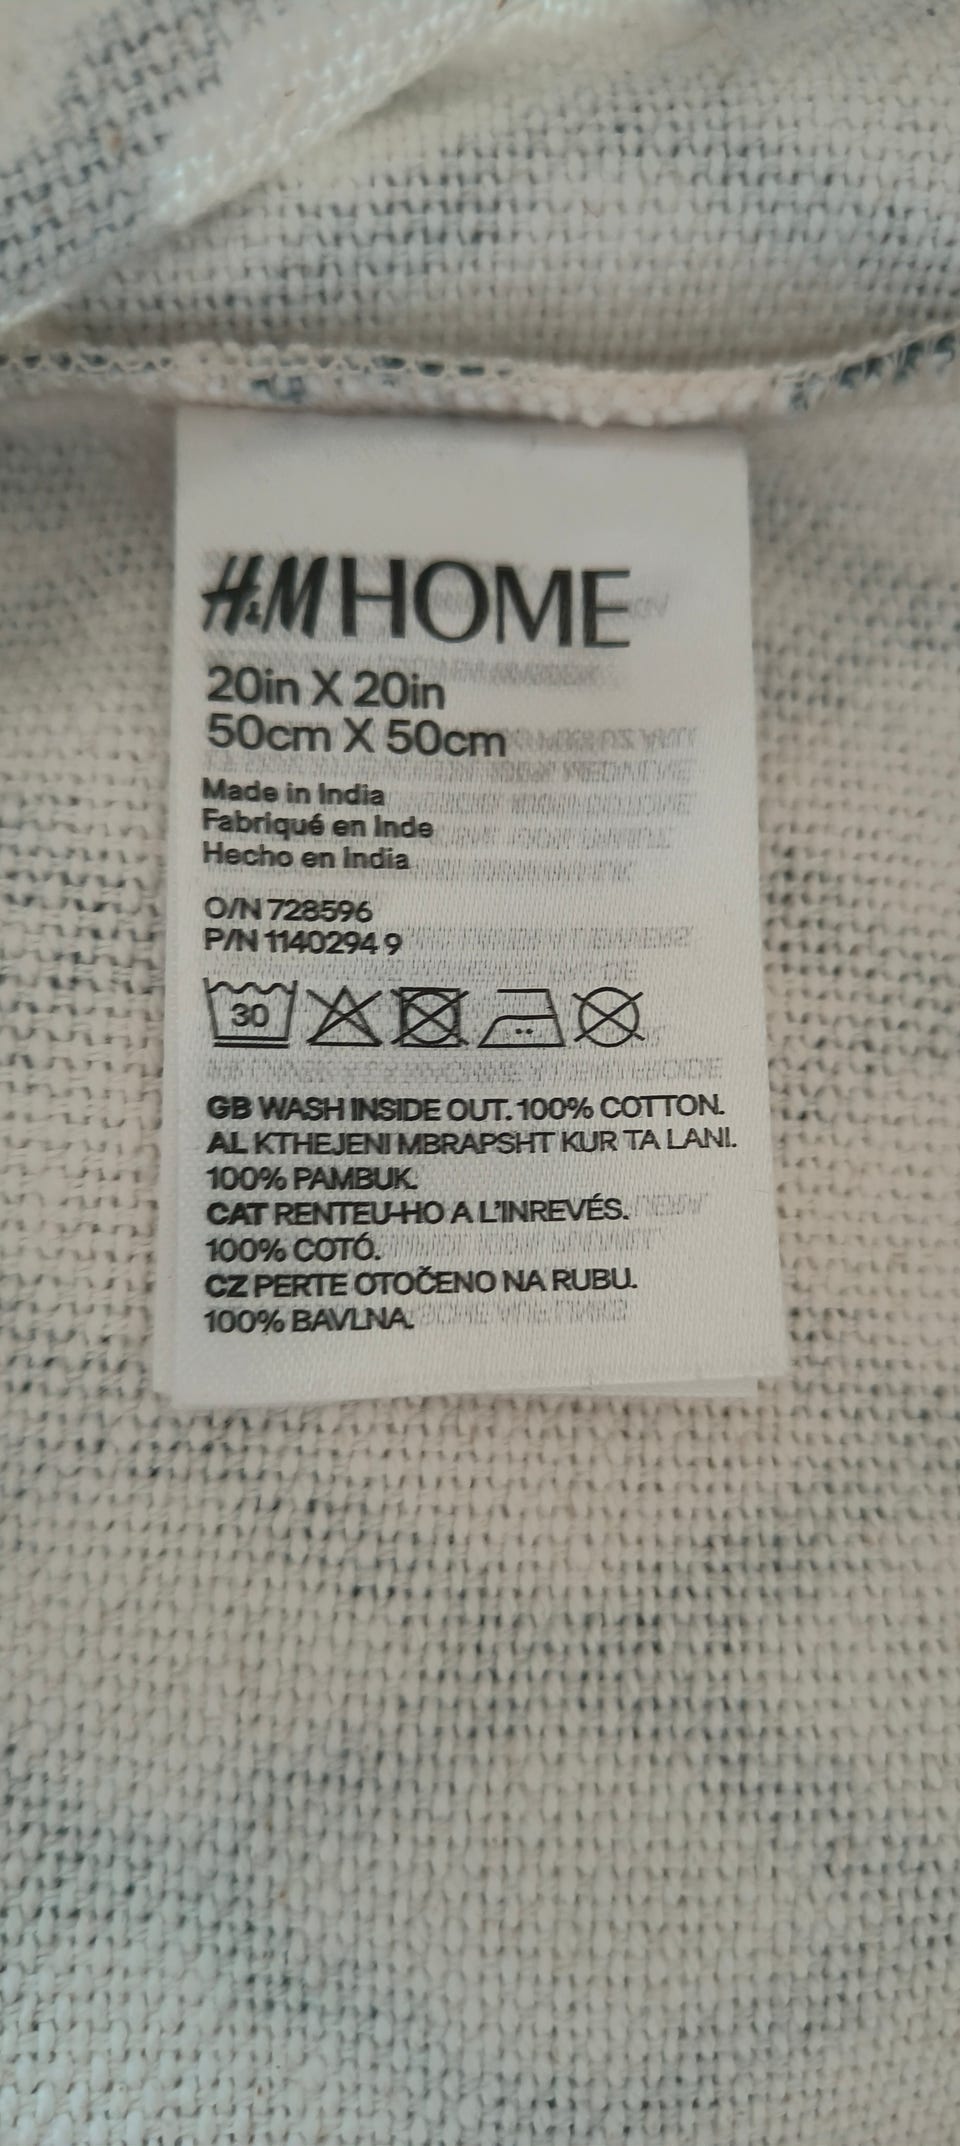 H&M HOME
20in X 20in
50cm X 50cm
Made in India
Fabriqué en Inde
Hecho en India
O/N 728596
P/N 1140294 9
30
GB WASH INSIDE OUT. 100% COTTON.
AL KTHEJENI MBRAPSHT KUR TA LANI.
100% PAMBUK.
CAT RENTEU-HO A L'INREVÉS.
100% COTÓ.
CZ PERTE OTOČENO NA RUBU.
100% BAVLNA.